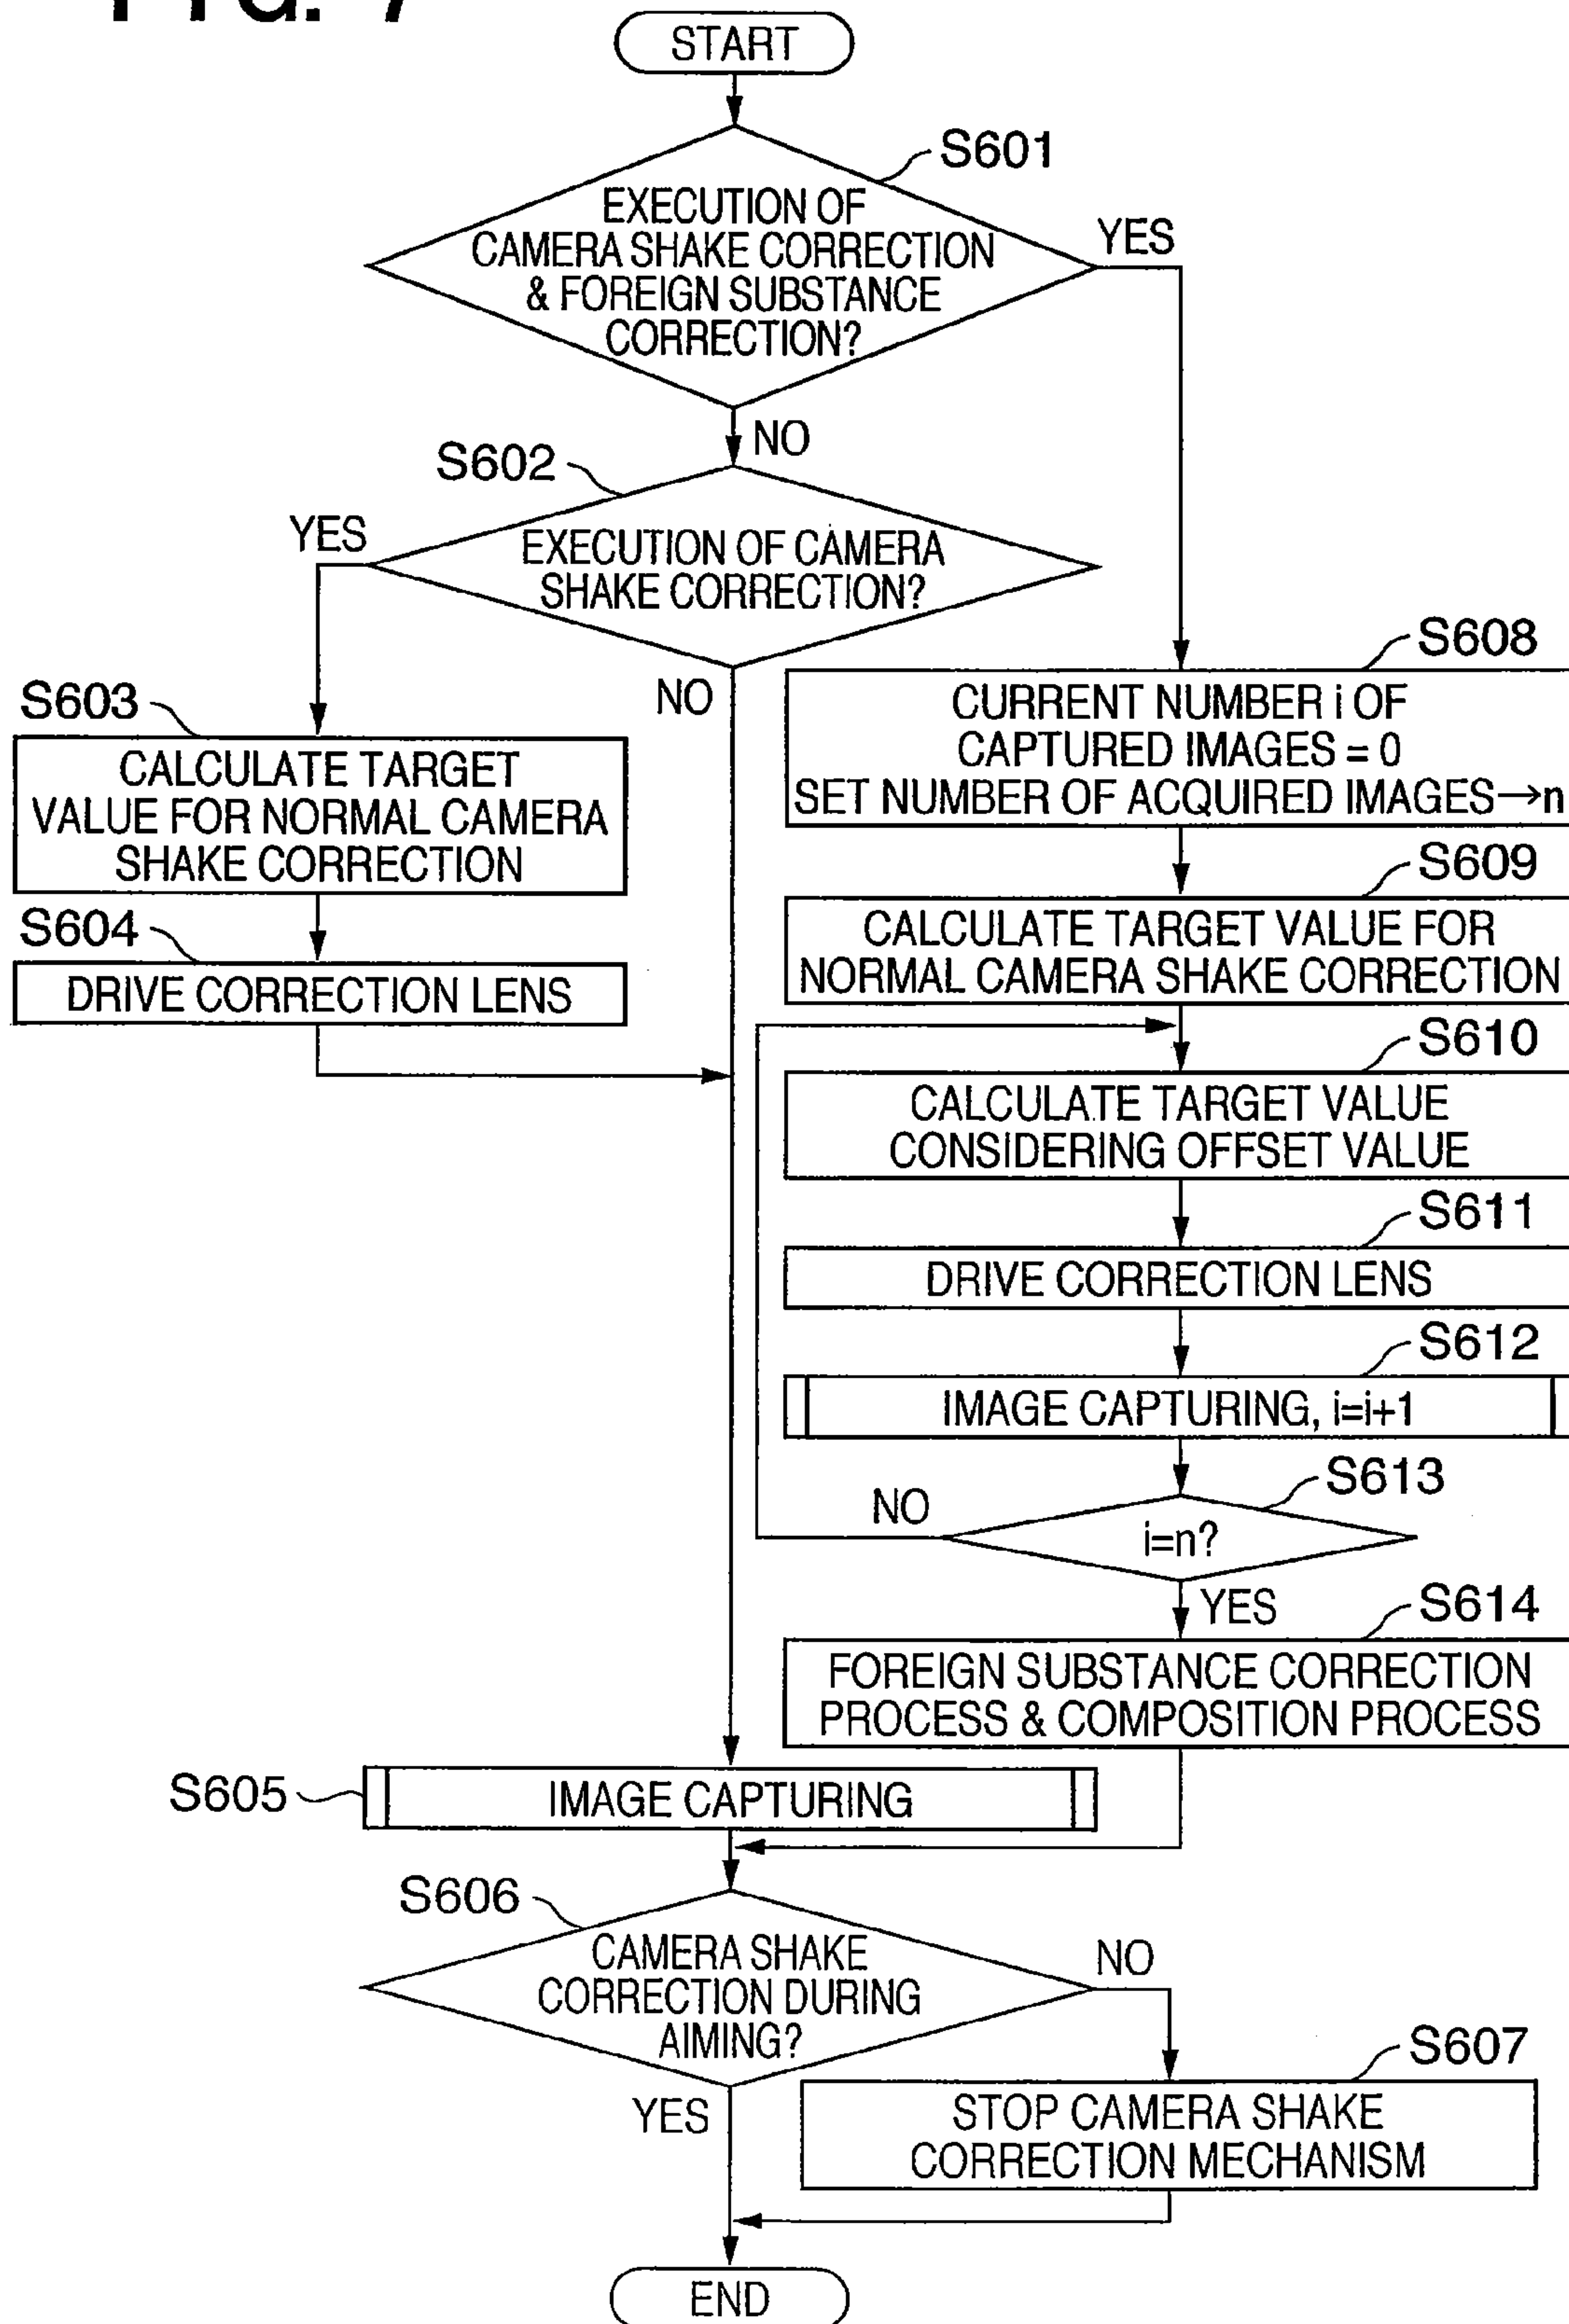 FIG. 7
START
S601
EXECUTION OF
CAMERA SHAKE CORRECTION
& FOREIGN SUBSTANCE
CORRECTION?
YES
NO
S602
YES
EXECUTION OF CAMERA
SHAKE CORRECTION?
NO
S603
CALCULATE TARGET
VALUE FOR NORMAL CAMERA
SHAKE CORRECTION
S604
DRIVE CORRECTION LENS
S608
CURRENT NUMBER i OF
CAPTURED IMAGES = 0
SET NUMBER OF ACQUIRED IMAGES→n
S609
CALCULATE TARGET VALUE FOR
NORMAL CAMERA SHAKE CORRECTION
S610
CALCULATE TARGET VALUE
CONSIDERING OFFSET VALUE
S611
DRIVE CORRECTION LENS
S612
IMAGE CAPTURING, i=i+1
S613
NO
i=n?
YES
S614
FOREIGN SUBSTANCE CORRECTION
PROCESS & COMPOSITION PROCESS
S605
IMAGE CAPTURING
S606
CAMERA SHAKE
CORRECTION DURING
AIMING?
NO
YES
S607
STOP CAMERA SHAKE
CORRECTION MECHANISM
END